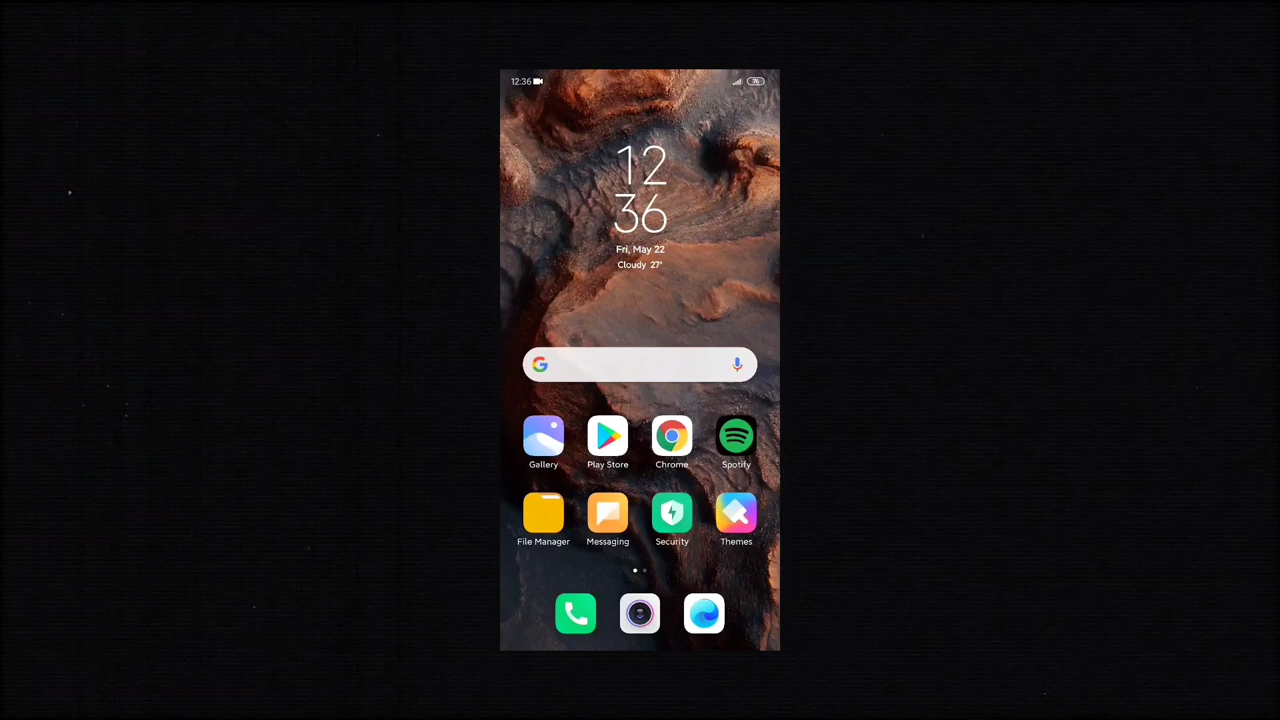 12:36
12
36
Fri, May 22
Cloudy 27°
Gallery
Play Store
Chrome
Spotify
File Manager
Messaging
Security
Themes